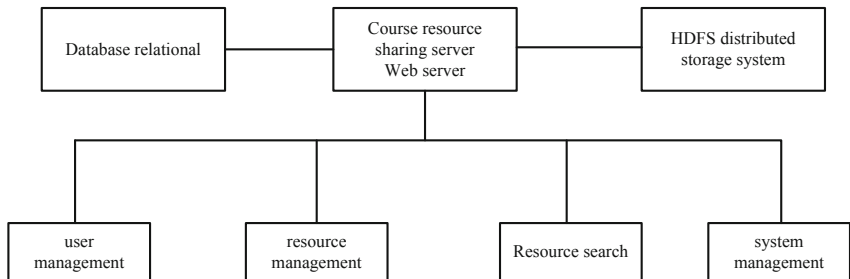 Database relational
Course resource
sharing server
Web server
HDFS distributed
storage system
user
management
resource
management
Resource search
system
management